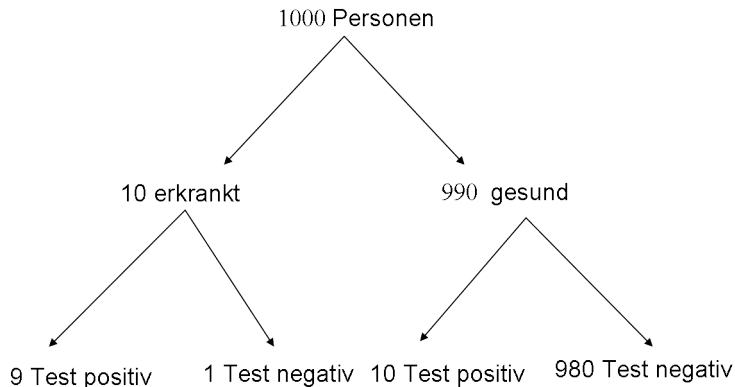 1000 Personen
10 erkrankt
990 gesund
9 Test positiv
1 Test negativ
10 Test positiv
980 Test negativ